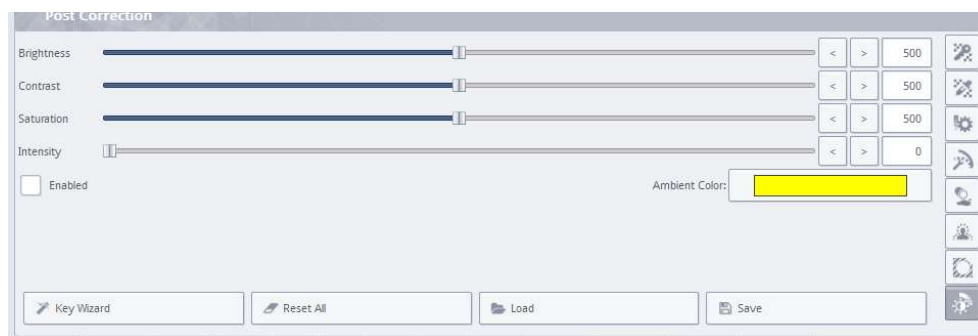 Post Correction
Brightness < > 500
Contrast < > 500
Saturation < > 500
Intensity < > 0
Enabled Ambient Color:
Key Wizard Reset All Load Save